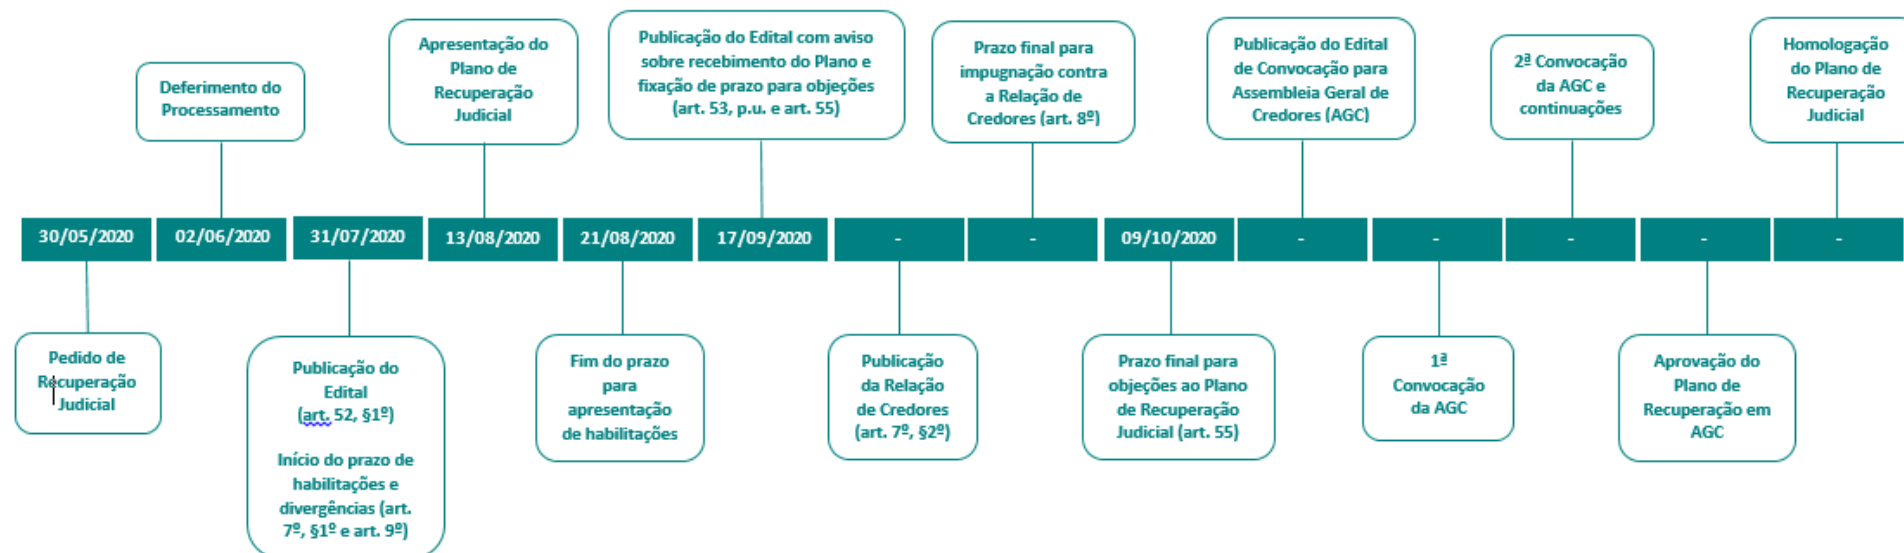 Deferimento do
Processamento
Apresentação do
Plano de
Recuperação
Judicial
Publicação do Edital com aviso
sobre recebimento do Plano e
fixação de prazo para objeções
(art. 53, p.u. e art. 55)
Prazo final para
impugnação contra
a Relação de
Credores (art. 8º)
Publicação do Edital
de Convocação para
Assembleia Geral de
Credores (AGC)
2ª Convocação
da AGC e
continuações
Homologação
do Plano de
Recuperação
Judicial
30/05/2020 02/06/2020 31/07/2020 13/08/2020 21/08/2020 17/09/2020 - - 09/10/2020 - - - - -
Pedido de
Recuperação
Judicial
Publicação do
Edital
(art. 52, §1º)
Início do prazo de
habilitações e
divergências (art.
7º, §1º e art. 9º)
Fim do prazo
para
apresentação
de habilitações
Publicação
da Relação
de Credores
(art. 7º, §2º)
Prazo final para
objeções ao Plano
de Recuperação
Judicial (art. 55)
1ª
Convocação
da AGC
Aprovação do
Plano de
Recuperação em
AGC